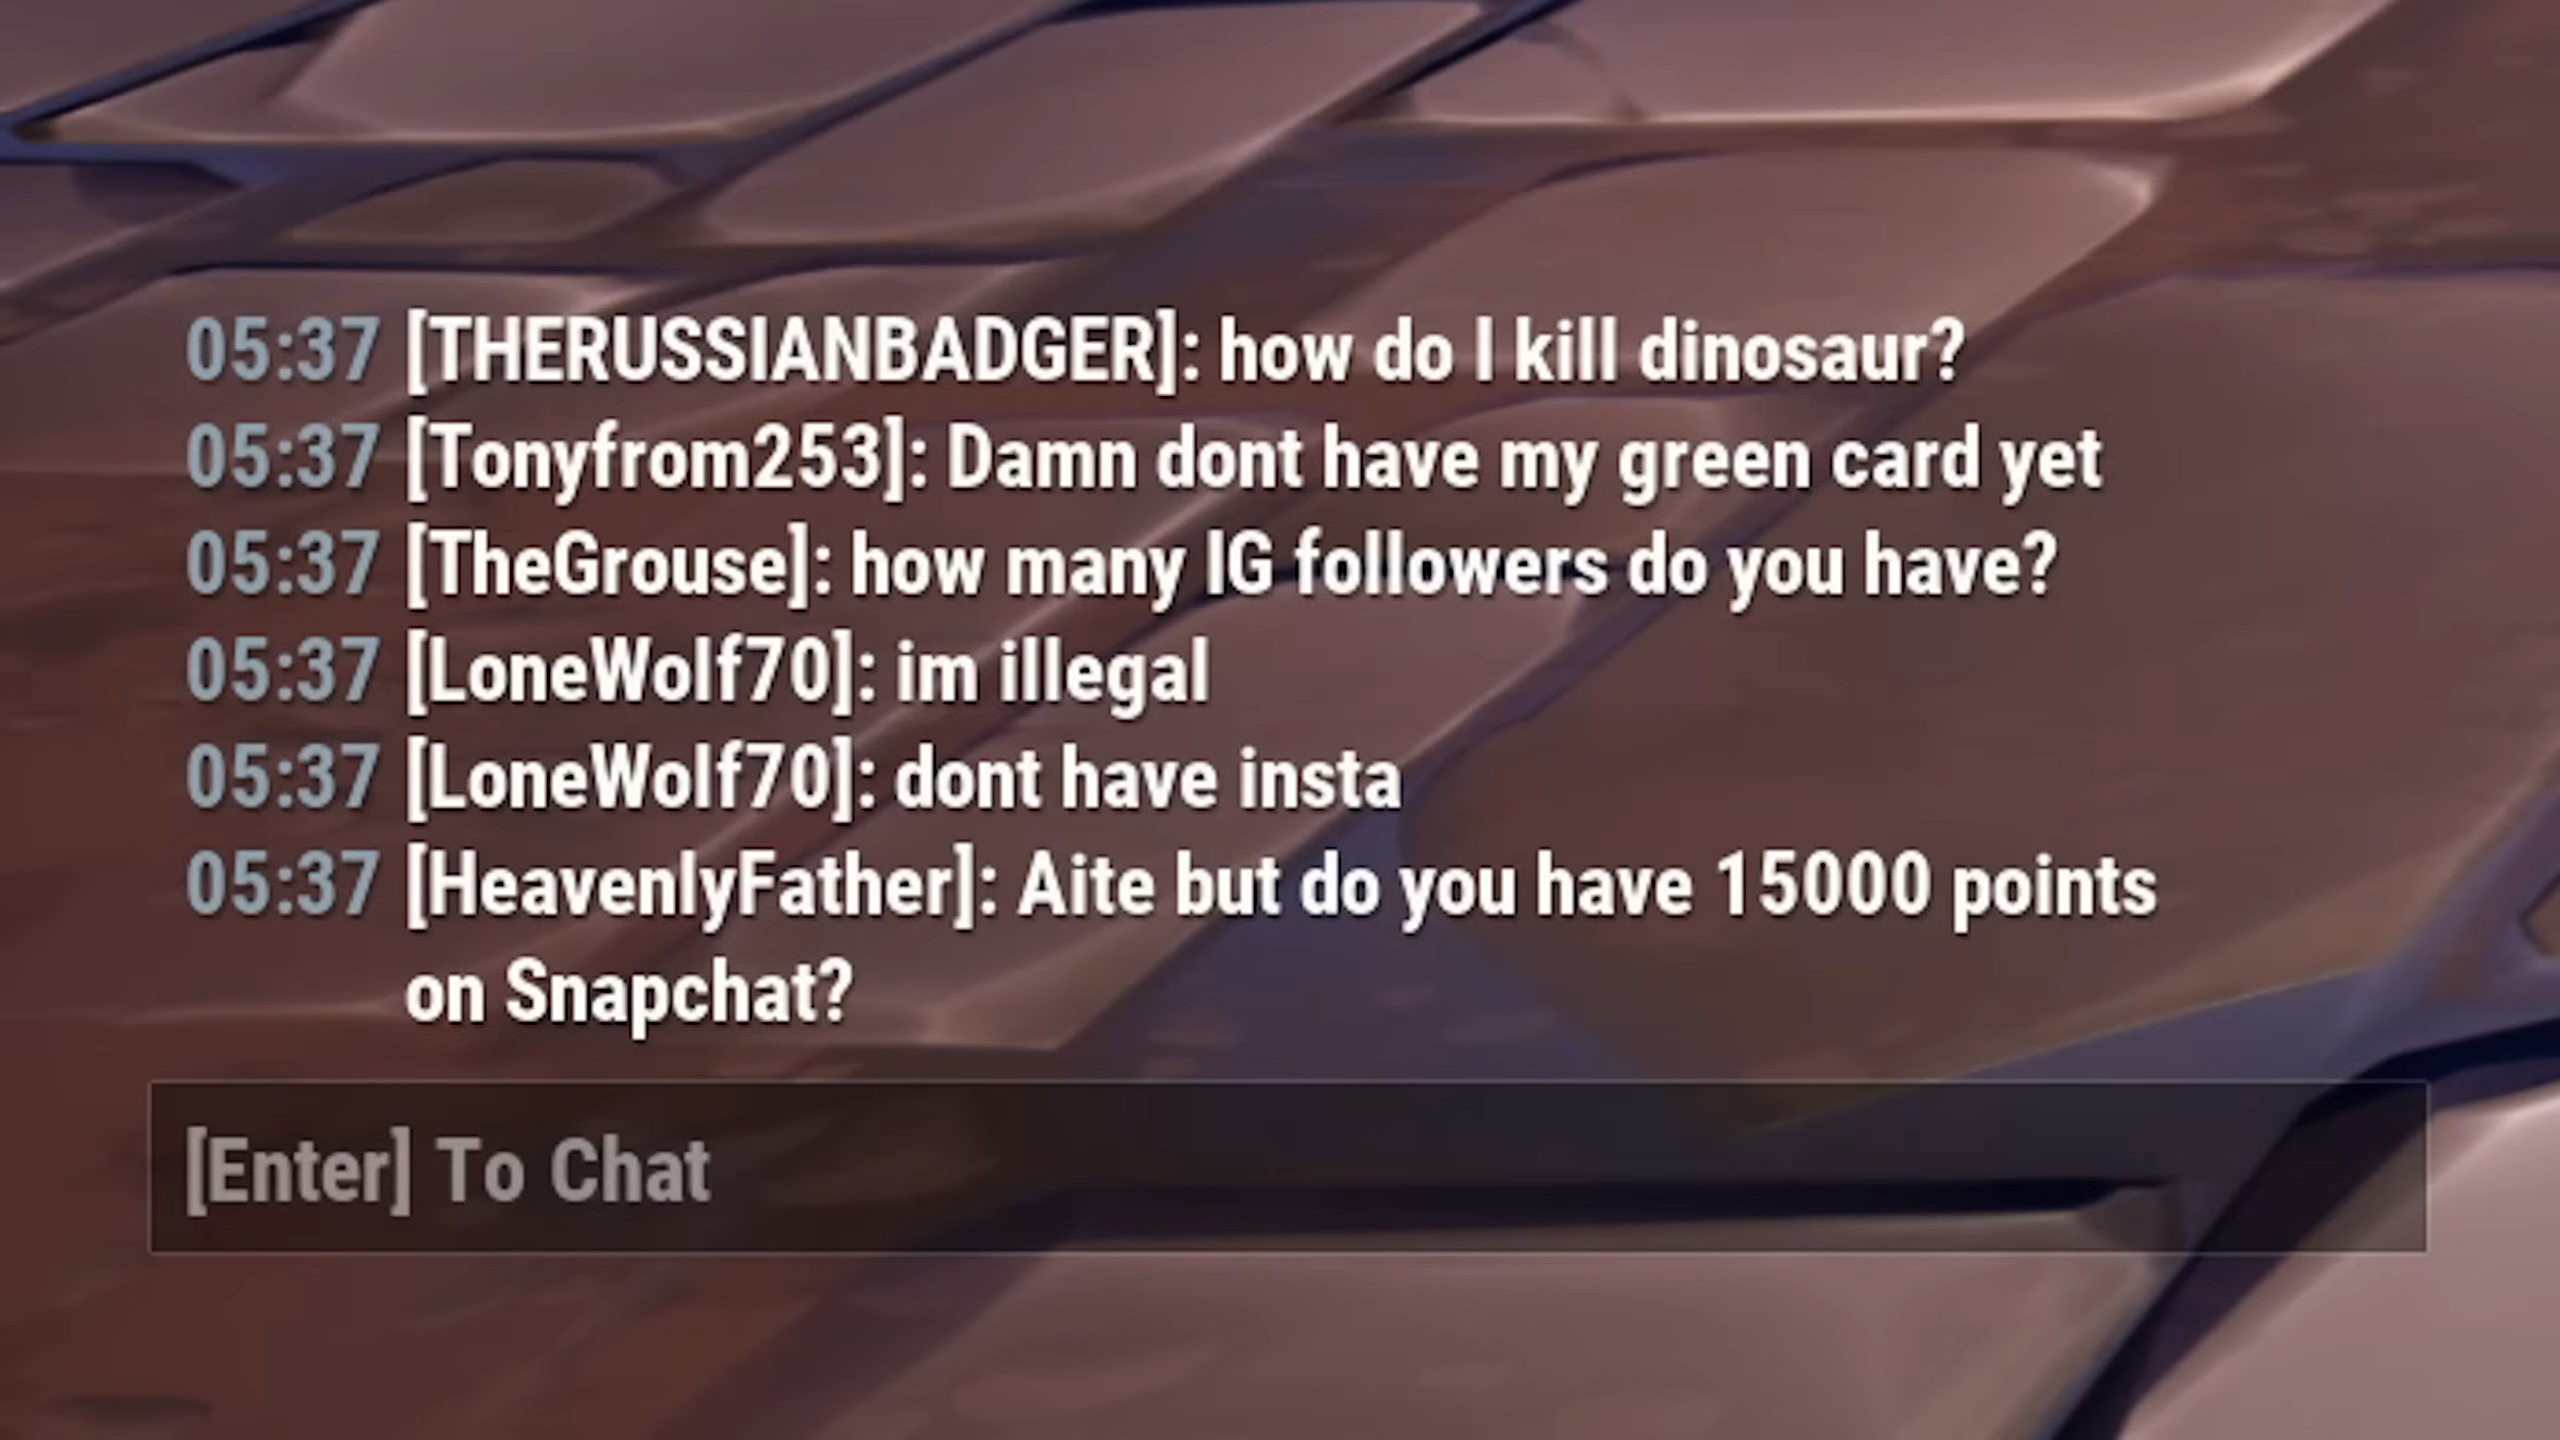 05:37 [THERUSSIANBADGER]: how do I kill dinosaur?
05:37 [Tonyfrom253]: Damn dont have my green card yet
05:37 [TheGrouse]: how many IG followers do you have?
05:37 [LoneWolf70]: im illegal
05:37 [LoneWolf70]: dont have insta
05:37 [HeavenlyFather]: Aite but do you have 15000 points
on Snapchat?
[Enter] To Chat